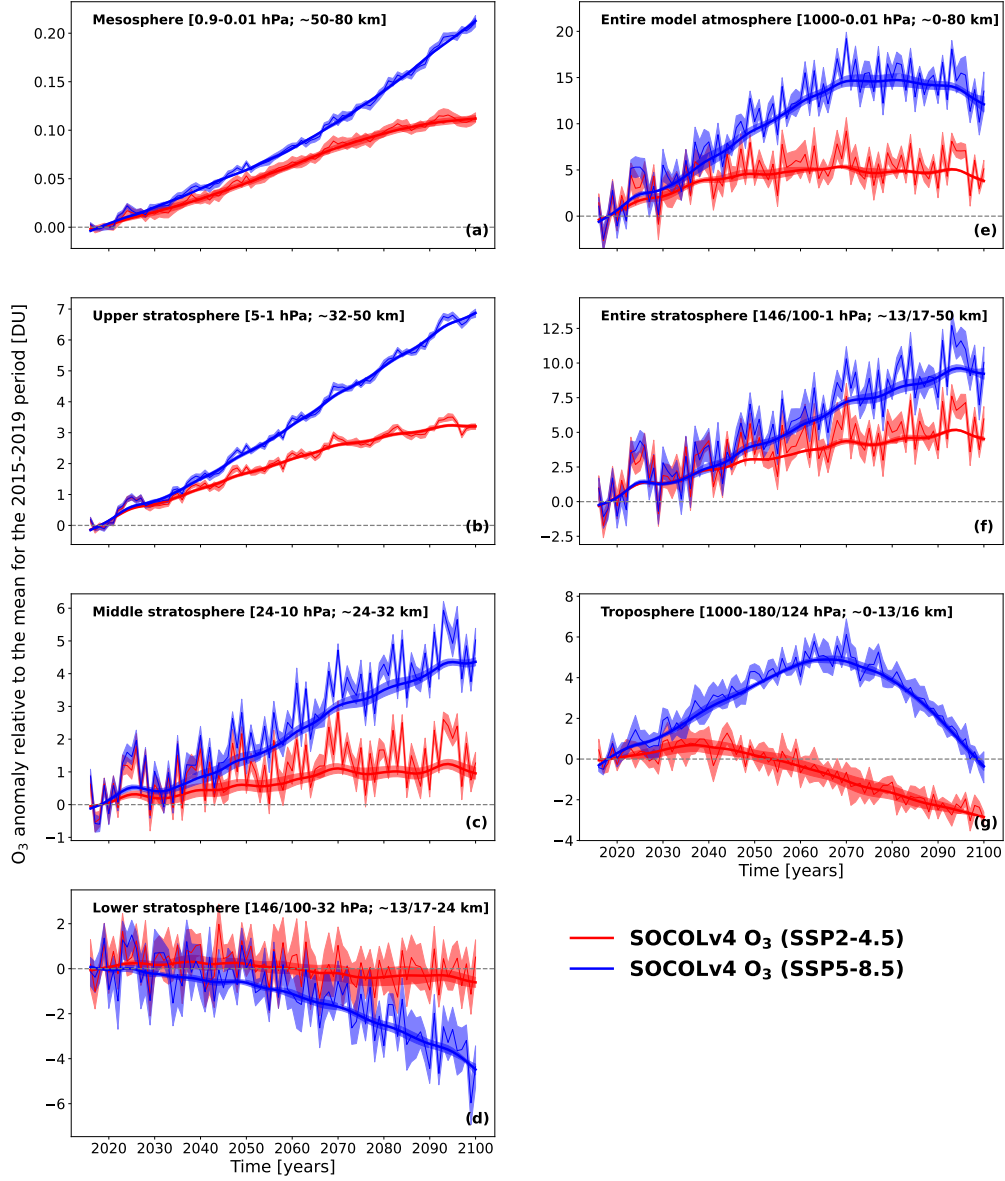 O₃ anomaly relative to the mean for the 2015-2019 period [DU]
Mesosphere [0.9-0.01 hPa; ~50-80 km]
0.20
0.15
0.10
0.05
0.00
(a)
Upper stratosphere [5-1 hPa; ~32-50 km]
7
6
5
4
3
2
1
0
(b)
Middle stratosphere [24-10 hPa; ~24-32 km]
6
5
4
3
2
1
0
−1
(c)
Lower stratosphere [146/100-32 hPa; ~13/17-24 km]
2
0
−2
−4
−6
(d)
2020 2030 2040 2050 2060 2070 2080 2090 2100
Time [years]
Entire model atmosphere [1000-0.01 hPa; ~0-80 km]
20
15
10
5
0
(e)
Entire stratosphere [146/100-1 hPa; ~13/17-50 km]
12.5
10.0
7.5
5.0
2.5
0.0
−2.5
(f)
Troposphere [1000-180/124 hPa; ~0-13/16 km]
8
6
4
2
0
−2
−4
(g)
2020 2030 2040 2050 2060 2070 2080 2090 2100
Time [years]
SOCOLv4 O₃ (SSP2-4.5)
SOCOLv4 O₃ (SSP5-8.5)